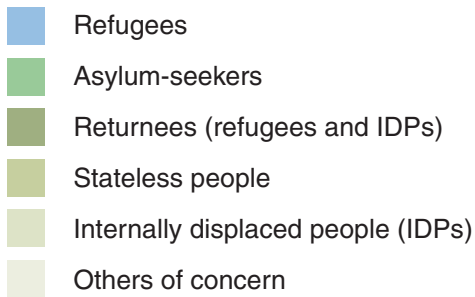 Refugees
Asylum-seekers
Returnees (refugees and IDPs)
Stateless people
Internally displaced people (IDPs)
Others of concern